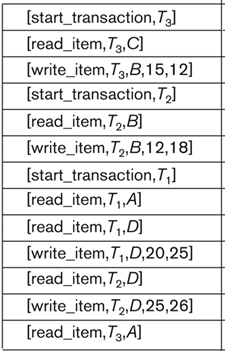 [start_transaction,T3]
[read_item,T3,C]
[write_item,T3,B,15,12]
[start_transaction,T2]
[read_item,T2,B]
[write_item,T2,B,12,18]
[start_transaction,T1]
[read_item,T1,A]
[read_item,T1,D]
[write_item,T1,D,20,25]
[read_item,T2,D]
[write_item,T2,D,25,26]
[read_item,T3,A]